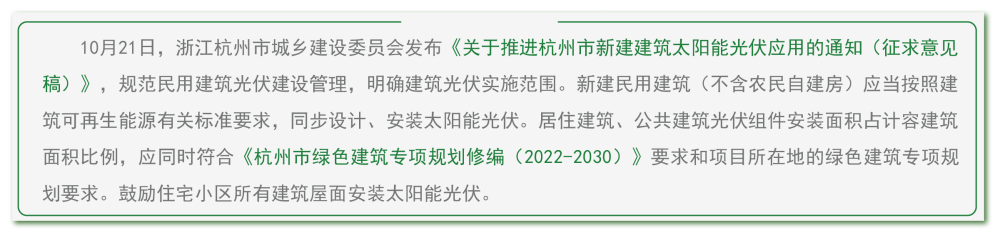 10月21日，浙江杭州市城乡建设委员会发布《关于推进杭州市新建建筑太阳能光伏应用的通知（征求意见
稿）》，规范民用建筑光伏建设管理，明确建筑光伏实施范围。新建民用建筑（不含农民自建房）应当按照建
筑可再生能源有关标准要求，同步设计、安装太阳能光伏。居住建筑、公共建筑光伏组件安装面积占计容建筑
面积比例，应同时符合《杭州市绿色建筑专项规划修编（2022-2030）》要求和项目所在地的绿色建筑专项规
划要求。鼓励住宅小区所有建筑屋面安装太阳能光伏。